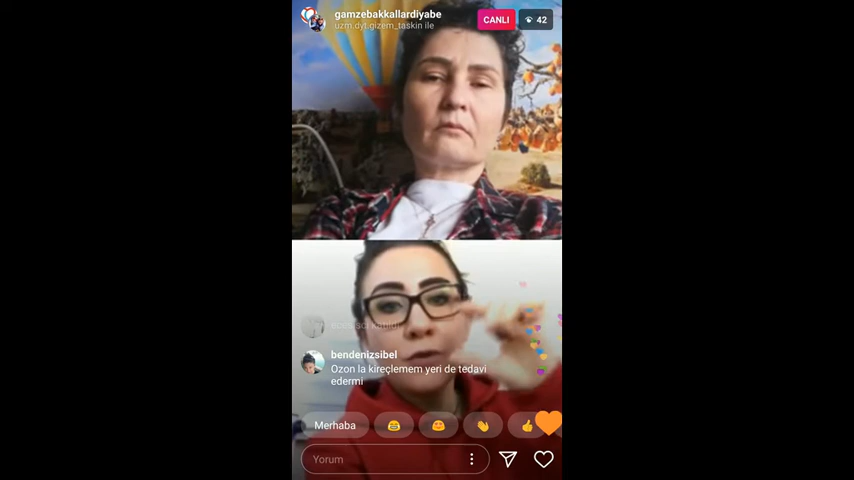 gamzebakkallardiyabe
uzm.dyt.gizem_taskin ile
CANLI
42
bendenizsibel
Ozon la kireçlemem yeri de tedavi
edermi
Merhaba
Yorum